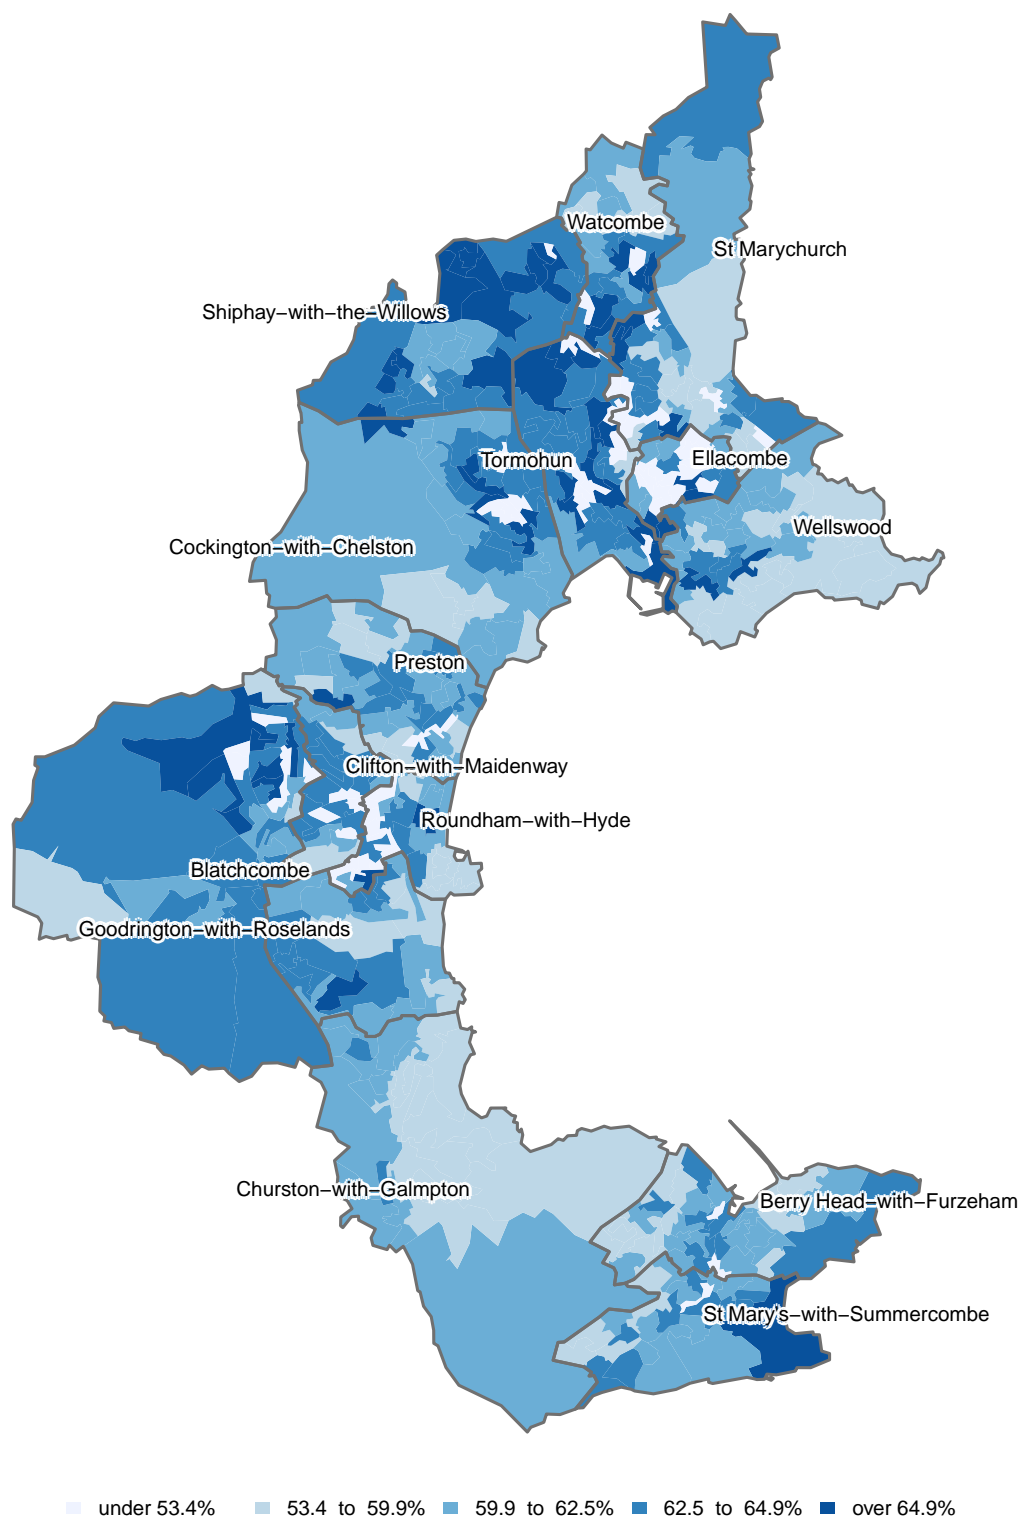 Watcombe
St Marychurch
Shiphay−with−the−Willows
Tormohun
Ellacombe
Wellswood
Cockington−with−Chelston
Preston
Clifton−with−Maidenway
Roundham−with−Hyde
Blatchcombe
Goodrington−with−Roselands
Churston−with−Galmpton
Berry Head−with−Furzeham
St Mary's−with−Summercombe
under 53.4% 53.4 to 59.9% 59.9 to 62.5% 62.5 to 64.9% over 64.9%